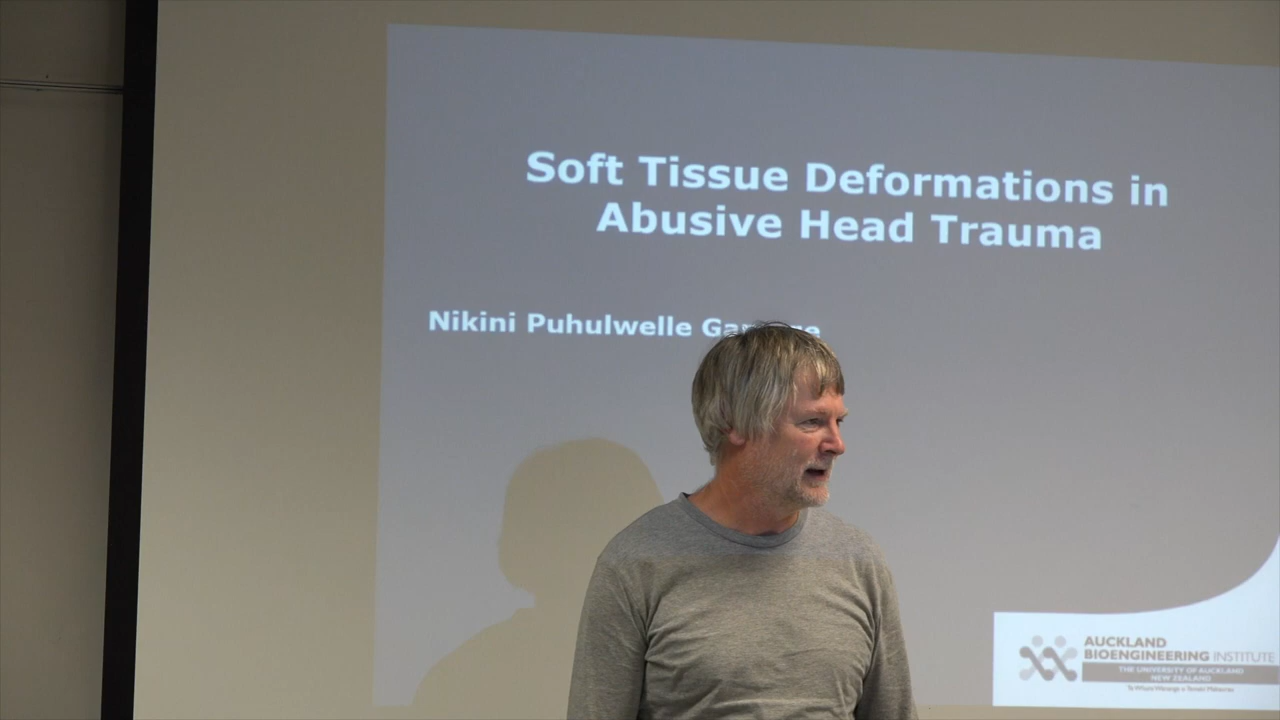 Soft Tissue Deformations in
Abusive Head Trauma
Nikini Puhulwelle
AUCKLAND
BIOENGINEERING INSTITUTE
THE UNIVERSITY OF AUCKLAND
NEW ZEALAND